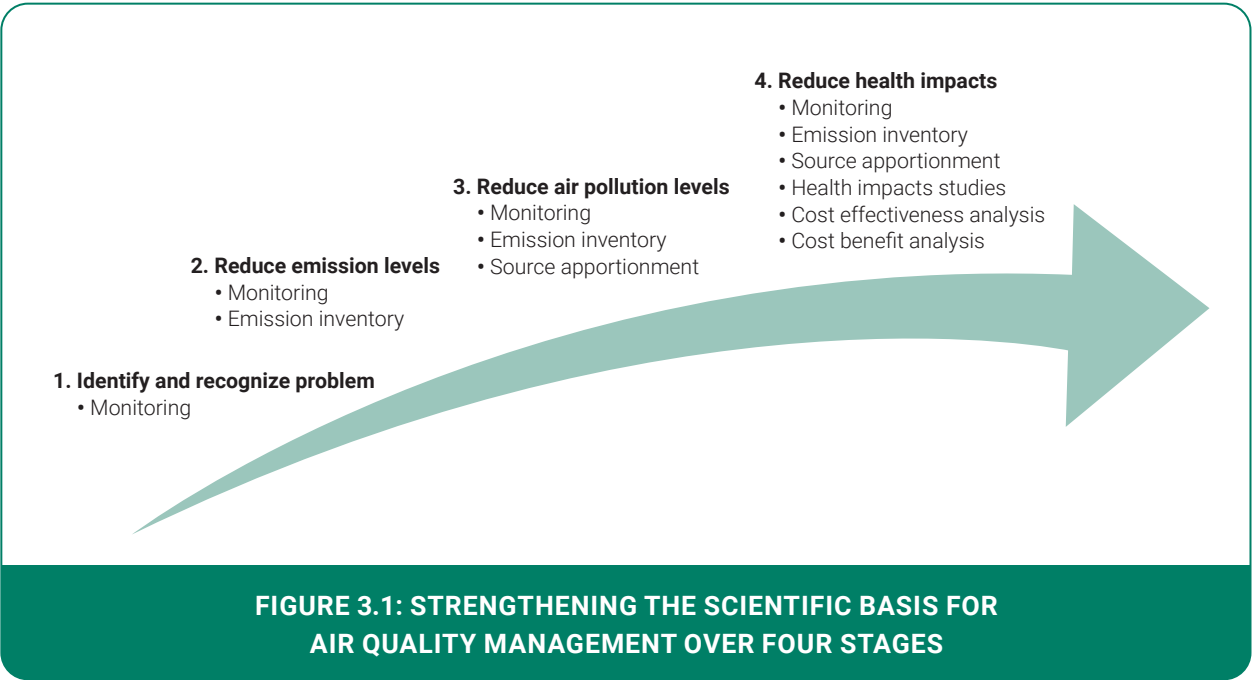 1. Identify and recognize problem
• Monitoring
2. Reduce emission levels
• Monitoring
• Emission inventory
3. Reduce air pollution levels
• Monitoring
• Emission inventory
• Source apportionment
4. Reduce health impacts
• Monitoring
• Emission inventory
• Source apportionment
• Health impacts studies
• Cost effectiveness analysis
• Cost benefit analysis
FIGURE 3.1: STRENGTHENING THE SCIENTIFIC BASIS FOR
AIR QUALITY MANAGEMENT OVER FOUR STAGES